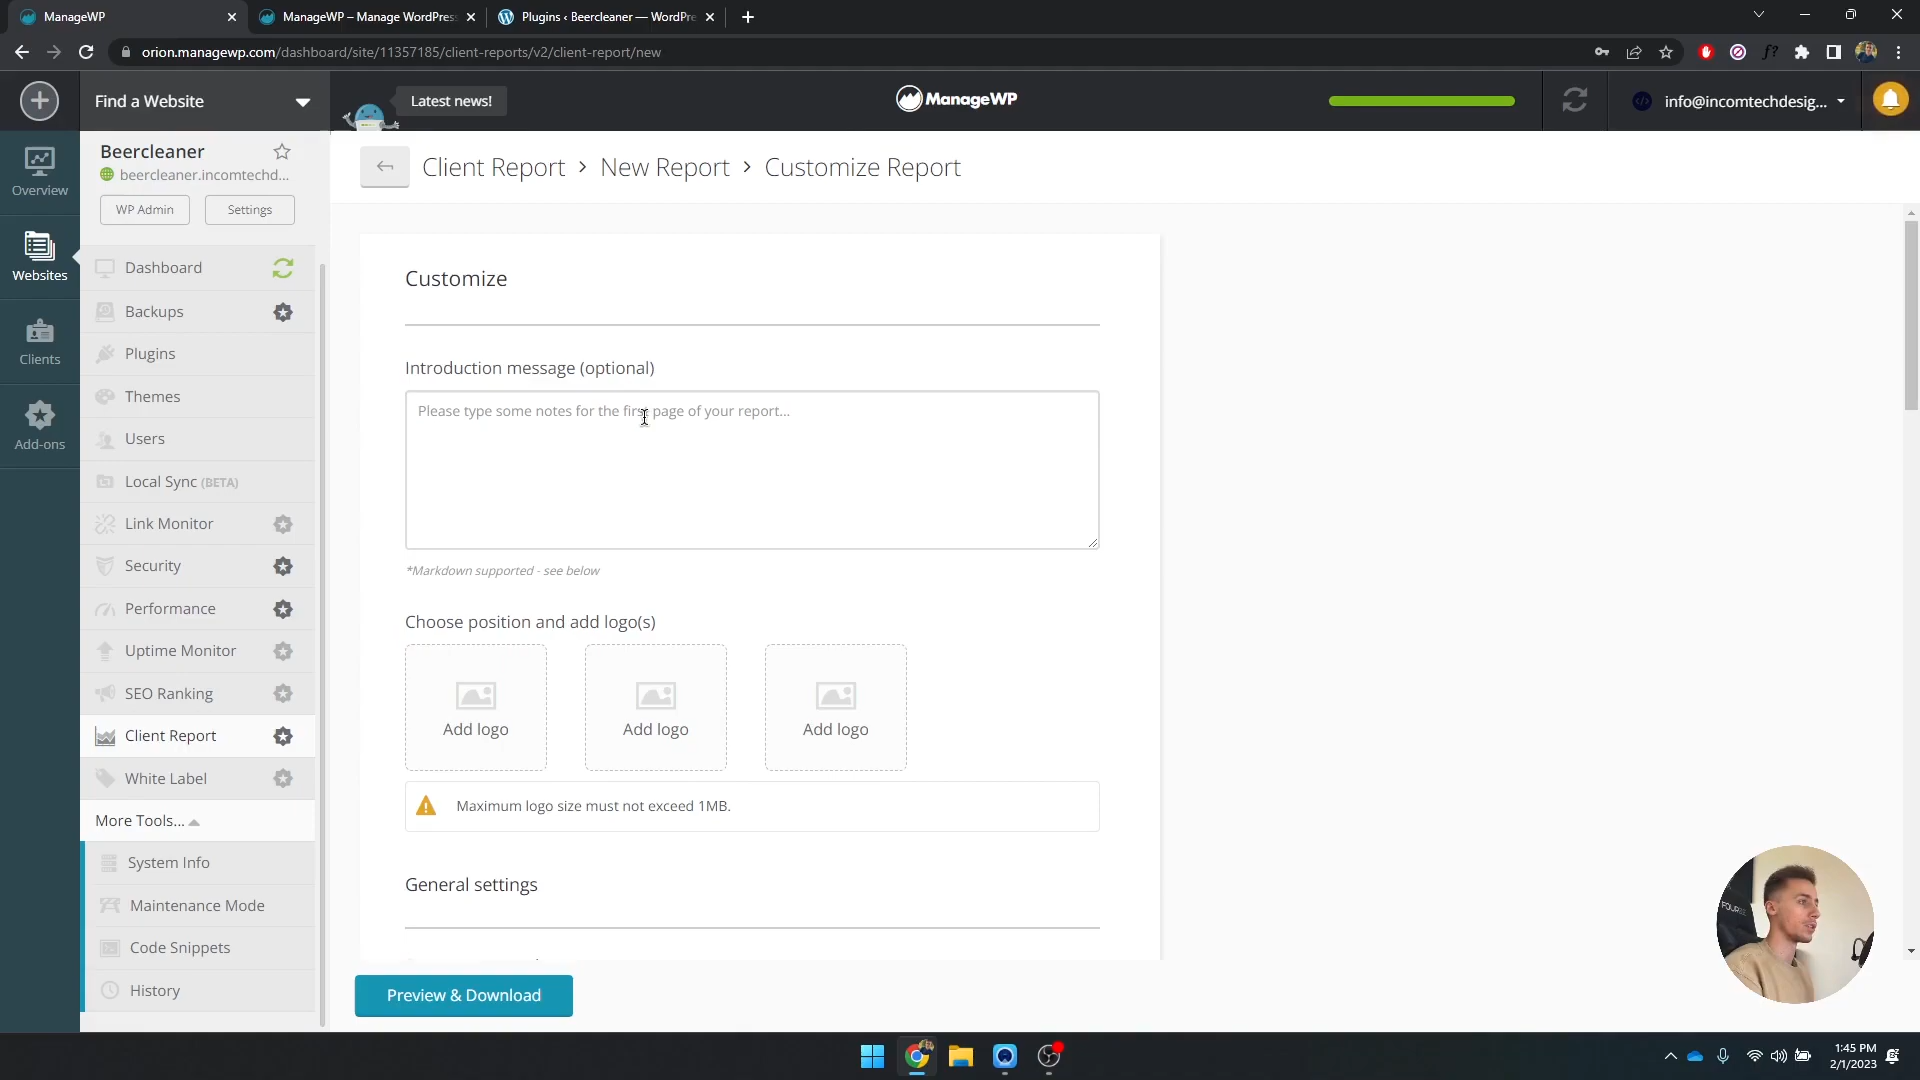 ManageWP
ManageWP – Manage WordPress
Plugins ‹ Beercleaner — WordPre
orion.managewp.com/dashboard/site/11357185/client-reports/v2/client-report/new
Find a Website
Latest news!
ManageWP
info@incomtechdesig...
Overview
Websites
Clients
Add-ons
Beercleaner
beercleaner.incomtechd...
WP Admin
Settings
Dashboard
Backups
Plugins
Themes
Users
Local Sync (BETA)
Link Monitor
Security
Performance
Uptime Monitor
SEO Ranking
Client Report
White Label
More Tools...
System Info
Maintenance Mode
Code Snippets
History
Client Report > New Report > Customize Report
Customize
Introduction message (optional)
Please type some notes for the first page of your report...
*Markdown supported - see below
Choose position and add logo(s)
Add logo
Add logo
Add logo
Maximum logo size must not exceed 1MB.
General settings
Preview & Download
1:45 PM
2/1/2023